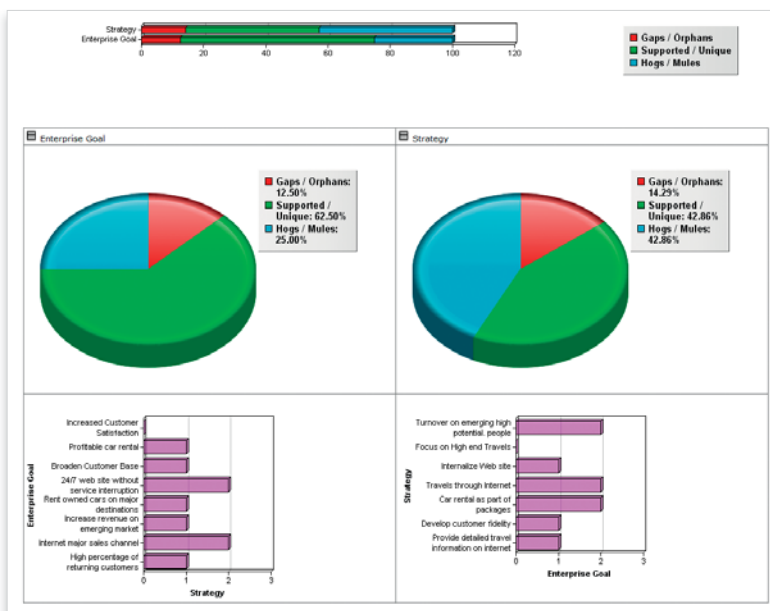 Strategy
Enterprise Goal
0 20 40 60 80 100 120
Gaps / Orphans
Supported / Unique
Hogs / Mules
Enterprise Goal
Gaps / Orphans:
12.50%
Supported /
Unique: 62.50%
Hogs / Mules:
25.00%
Strategy
Gaps / Orphans:
14.29%
Supported /
Unique: 42.86%
Hogs / Mules:
42.86%
Enterprise Goal
Increased Customer
Satisfaction
Profitable car rental
Broaden Customer Base
24/7 web site without
service interruption
Rent owned cars on major
destinations
Increase revenue on
emerging market
Internet major sales channel
High percentage of
returning customers
0 1 2 3
Strategy
Strategy
Turnover on emerging high
potential. people
Focus on High end Travels
Internalize Web site
Travels through Internet
Car rental as part of
packages
Develop customer fidelity
Provide detailed travel
information on internet
0 1 2 3
Enterprise Goal